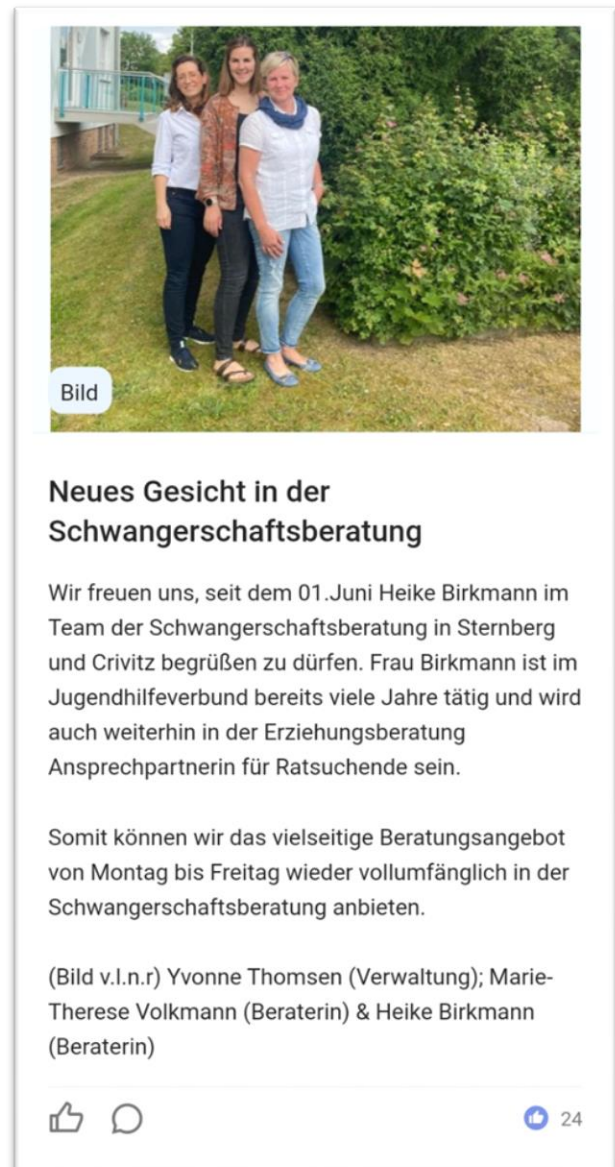 Bild
Neues Gesicht in der
Schwangerschaftsberatung
Wir freuen uns, seit dem 01.Juni Heike Birkmann im
Team der Schwangerschaftsberatung in Sternberg
und Crivitz begrüßen zu dürfen. Frau Birkmann ist im
Jugendhilfeverbund bereits viele Jahre tätig und wird
auch weiterhin in der Erziehungsberatung
Ansprechpartnerin für Ratsuchende sein.
Somit können wir das vielseitige Beratungsangebot
von Montag bis Freitag wieder vollumfänglich in der
Schwangerschaftsberatung anbieten.
(Bild v.l.n.r) Yvonne Thomsen (Verwaltung); Marie-
Therese Volkmann (Beraterin) & Heike Birkmann
(Beraterin)
24